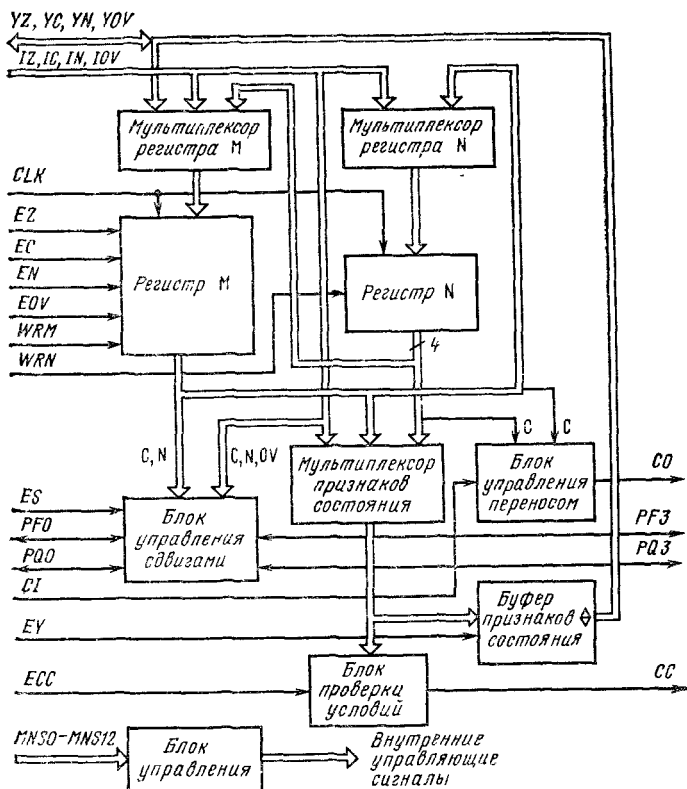 YZ, YC, YN, YOV
IZ, IC, IN, IOV
Мультиплексор
регистра M
Мультиплексор
регистра N
CLK
EZ
EC
EN
EOV
WRM
WRN
Регистр M
Регистр N
4
C, N
C, N, OV
C
C
Мультиплексор
признаков
состояния
Блок
управления
переносом
CO
ES
PF0
PQ0
CI
Блок
управления
сдвигами
PF3
PQ3
EY
Буфер
признаков
состояния
ECC
Блок
проверки
условий
CC
MNS0-MNS12
Блок
управления
Внутренние
управляющие
сигналы